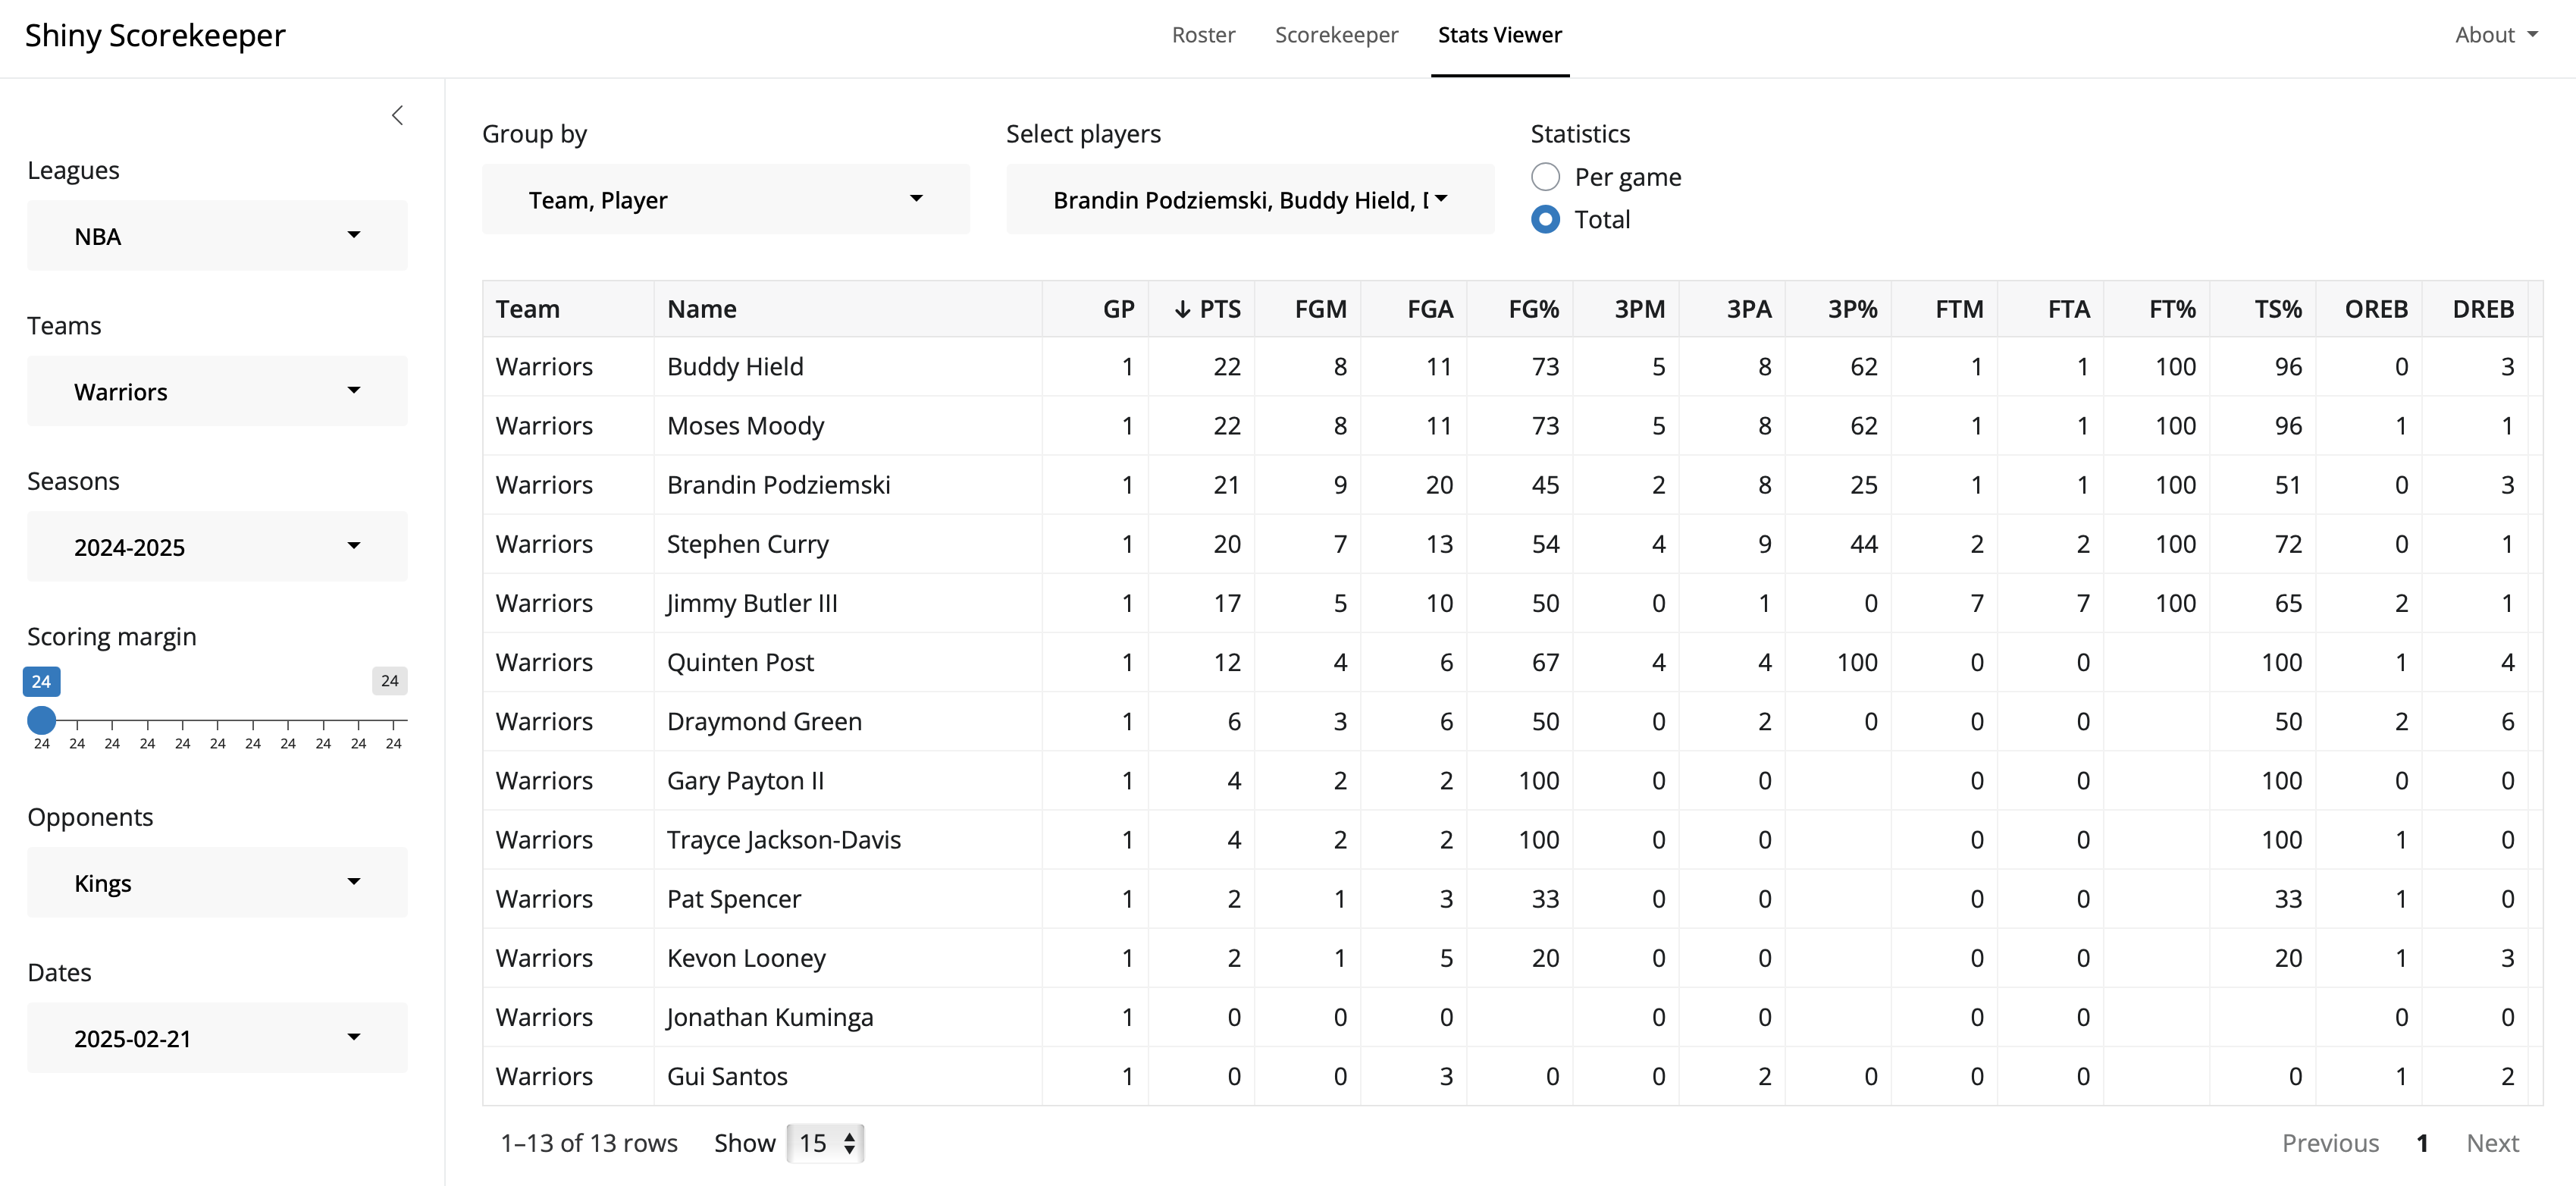 Shiny Scorekeeper Roster Scorekeeper Stats Viewer About
Leagues
NBA
Teams
Warriors
Seasons
2024-2025
Scoring margin
24 24
24 24 24 24 24 24 24 24 24 24 24
Opponents
Kings
Dates
2025-02-21
Group by
Team, Player
Select players
Brandin Podziemski, Buddy Hield,
Statistics
Per game
Total
Team Name GP ↓ PTS FGM FGA FG% 3PM 3PA 3P% FTM FTA FT% TS% OREB DREB
Warriors Buddy Hield 1 22 8 11 73 5 8 62 1 1 100 96 0 3
Warriors Moses Moody 1 22 8 11 73 5 8 62 1 1 100 96 1 1
Warriors Brandin Podziemski 1 21 9 20 45 2 8 25 1 1 100 51 0 3
Warriors Stephen Curry 1 20 7 13 54 4 9 44 2 2 100 72 0 1
Warriors Jimmy Butler III 1 17 5 10 50 0 1 0 7 7 100 65 2 1
Warriors Quinten Post 1 12 4 6 67 4 4 100 0 0 100 1 4
Warriors Draymond Green 1 6 3 6 50 0 2 0 0 0 50 2 6
Warriors Gary Payton II 1 4 2 2 100 0 0 0 0 100 0 0
Warriors Trayce Jackson-Davis 1 4 2 2 100 0 0 0 0 100 1 0
Warriors Pat Spencer 1 2 1 3 33 0 0 0 0 33 1 0
Warriors Kevon Looney 1 2 1 5 20 0 0 0 0 20 1 3
Warriors Jonathan Kuminga 1 0 0 0 0 0 0 0 0 0
Warriors Gui Santos 1 0 0 3 0 0 2 0 0 0 0 1 2
1–13 of 13 rows Show 15 Previous 1 Next